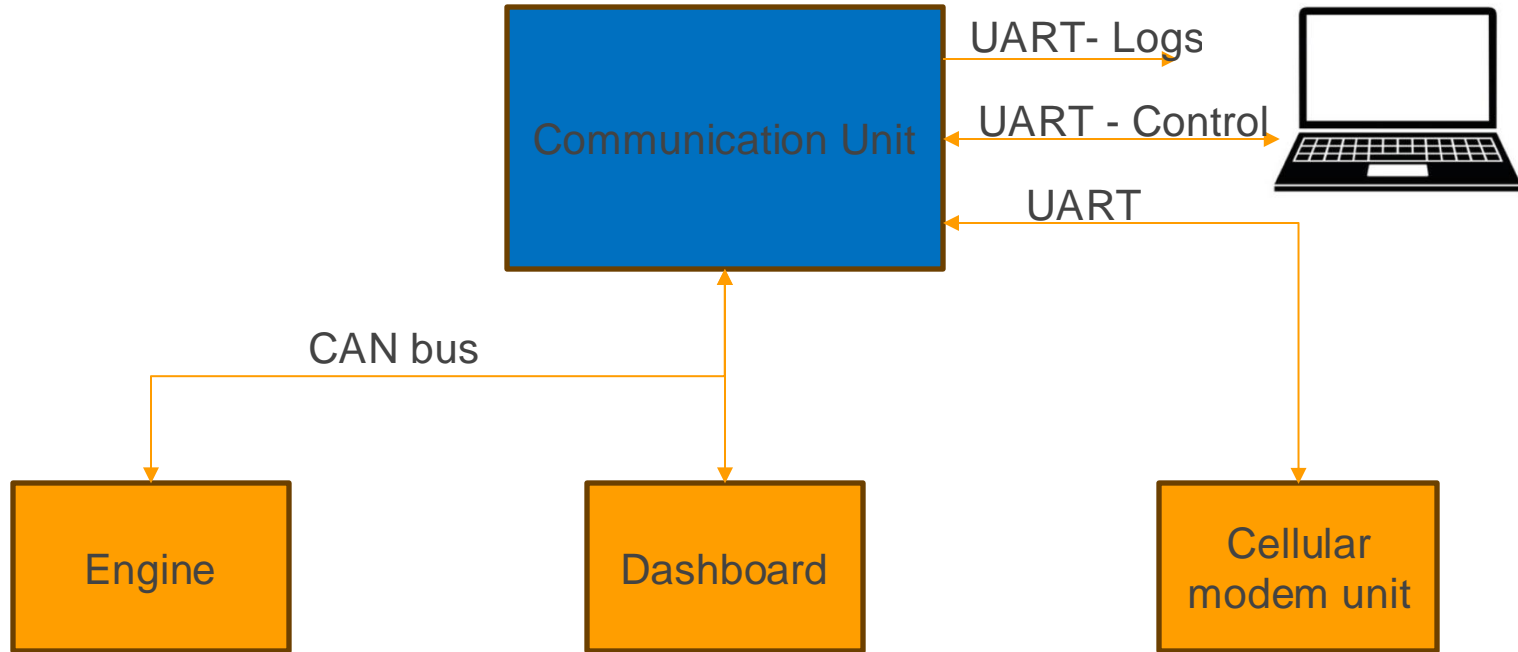 UART- Logs
Communication Unit
UART - Control
UART
CAN bus
Engine
Dashboard
Cellular
modem unit